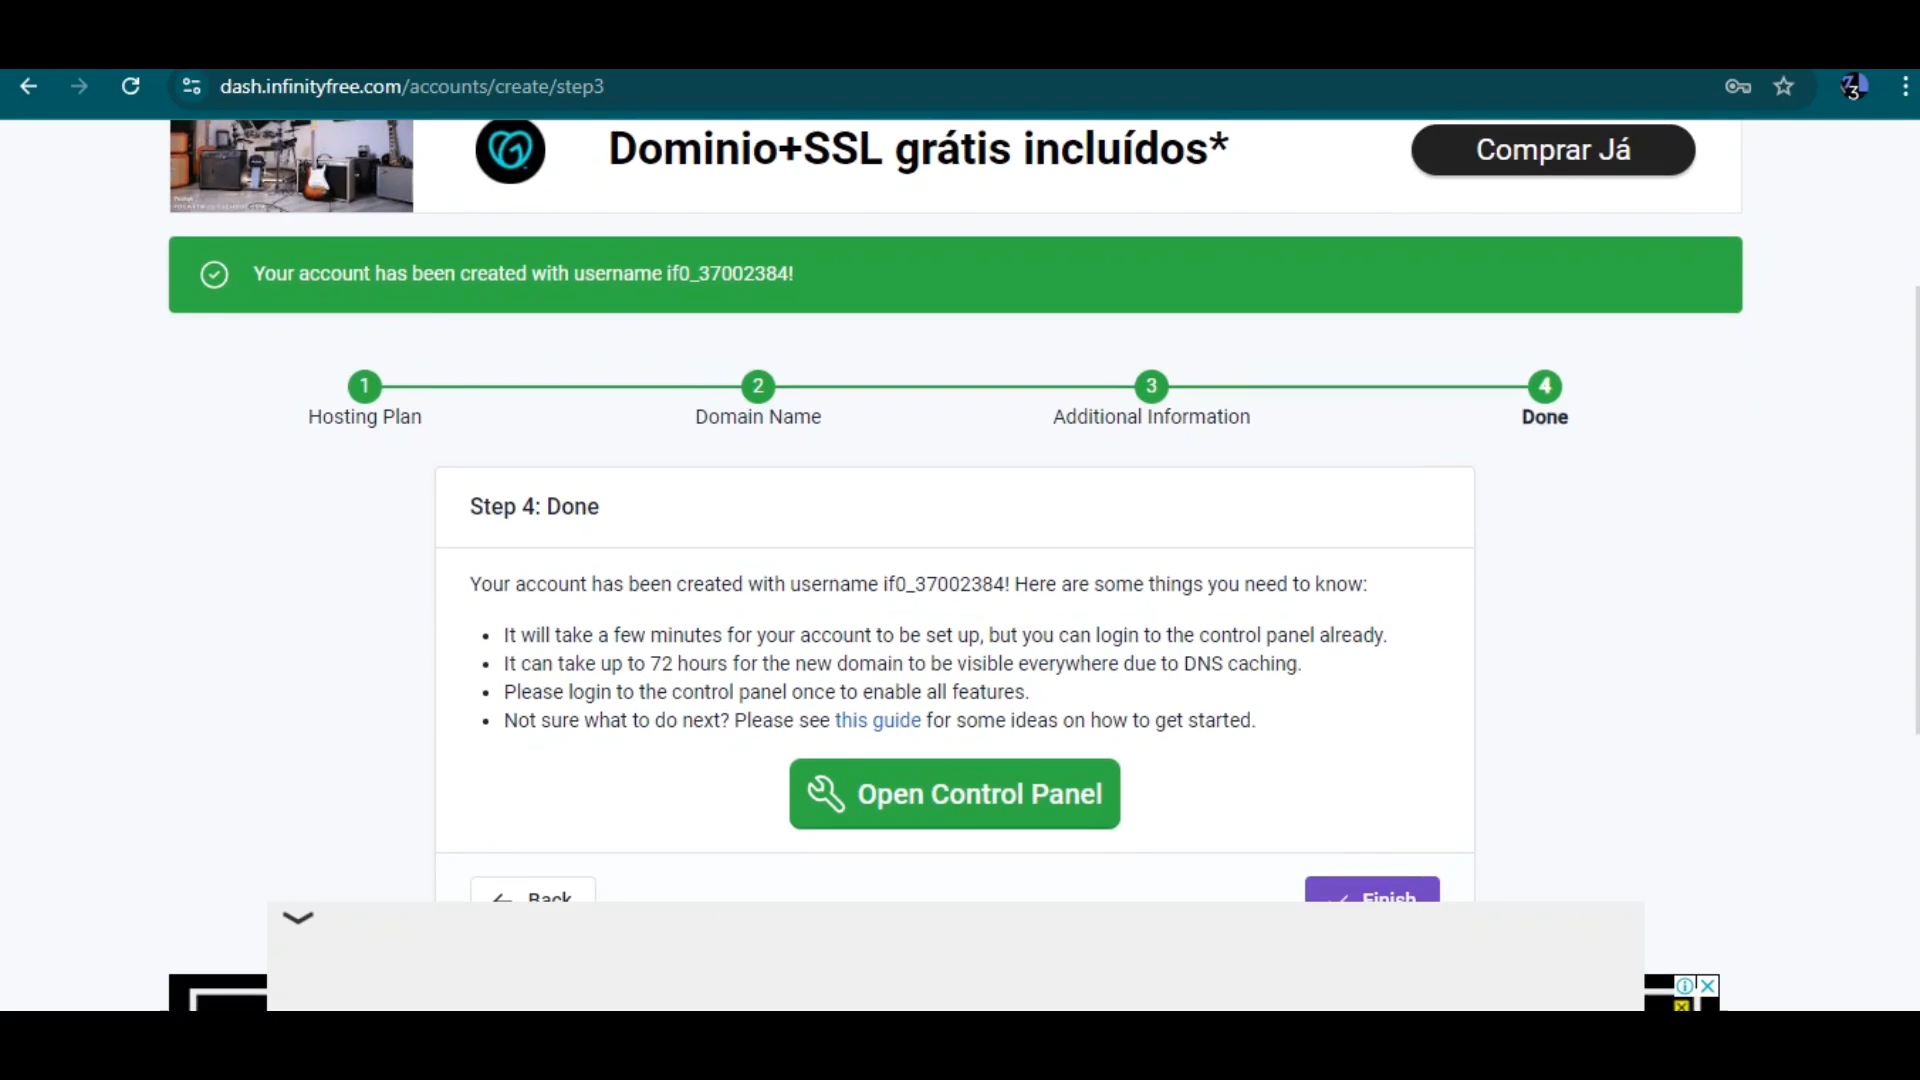 dash.infinityfree.com/accounts/create/step3
3
Dominio+SSL grátis incluídos*
Comprar Já
Your account has been created with username if0_37002384!
1
2
3
4
Hosting Plan
Domain Name
Additional Information
Done
Step 4: Done
Your account has been created with username if0_37002384! Here are some things you need to know:
It will take a few minutes for your account to be set up, but you can login to the control panel already.
It can take up to 72 hours for the new domain to be visible everywhere due to DNS caching.
Please login to the control panel once to enable all features.
Not sure what to do next? Please see this guide for some ideas on how to get started.
Open Control Panel
Back
Finish